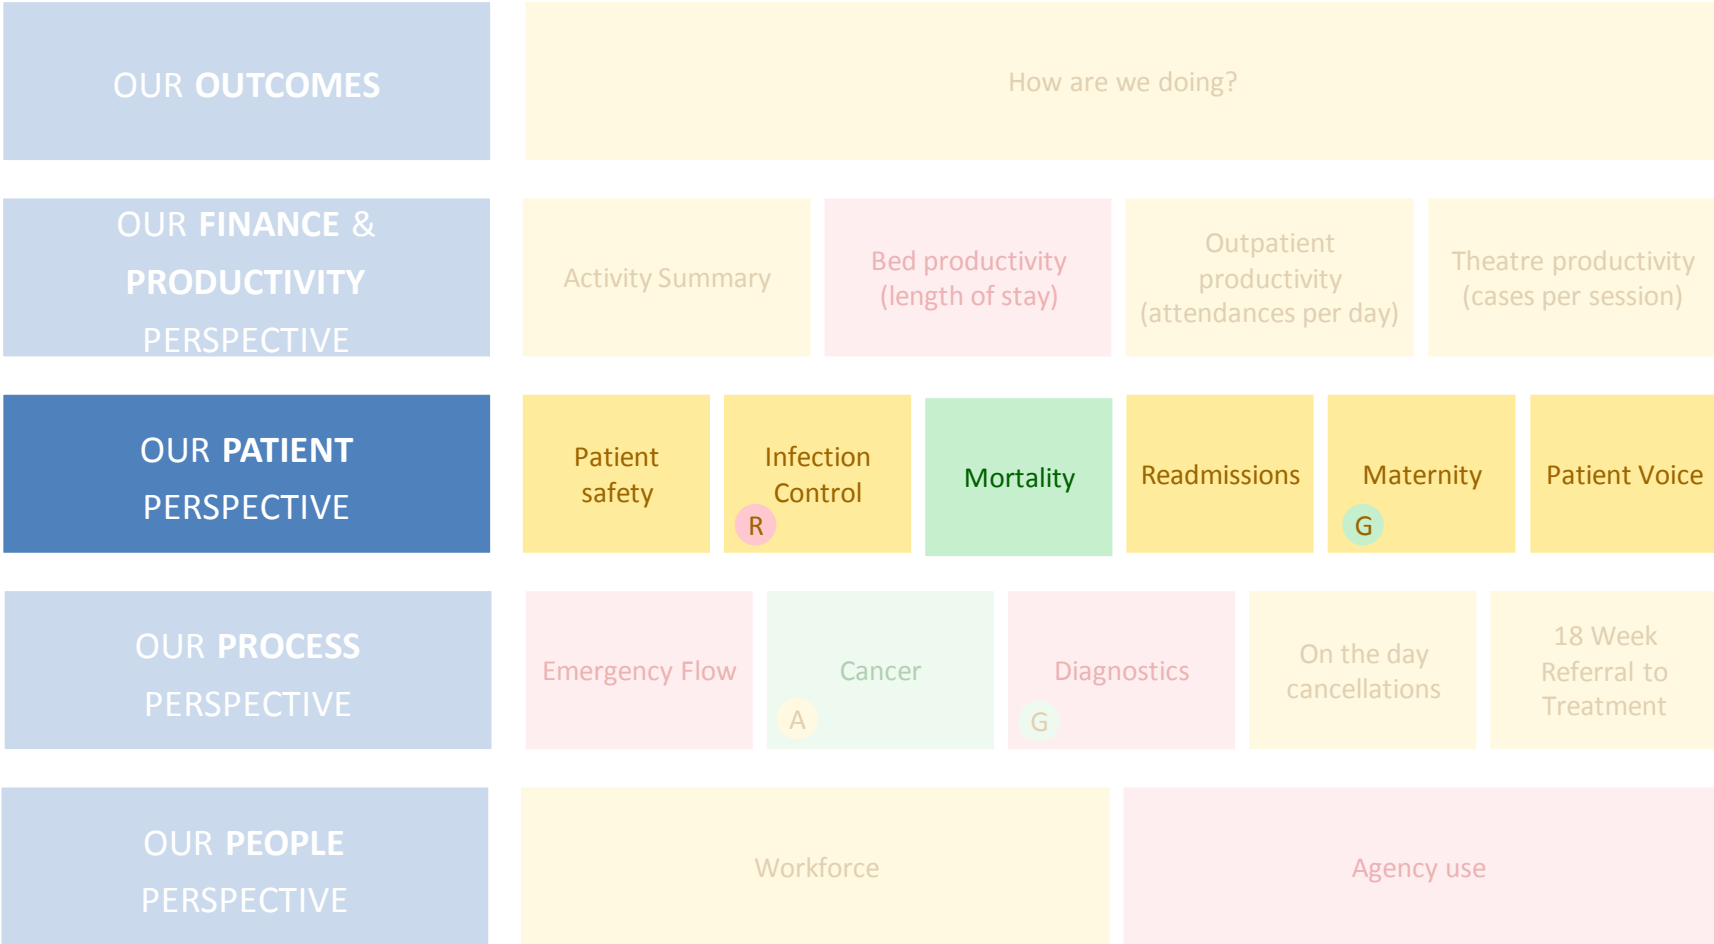 OUR OUTCOMES
How are we doing?
OUR FINANCE &
PRODUCTIVITY
PERSPECTIVE
Activity Summary
Bed productivity
(length of stay)
Outpatient
productivity
(attendances per day)
Theatre productivity
(cases per session)
OUR PATIENT
PERSPECTIVE
Patient
safety
Infection
Control
R
Mortality
Readmissions
Maternity
G
Patient Voice
OUR PROCESS
PERSPECTIVE
Emergency Flow
Cancer
A
Diagnostics
G
On the day
cancellations
18 Week
Referral to
Treatment
OUR PEOPLE
PERSPECTIVE
Workforce
Agency use